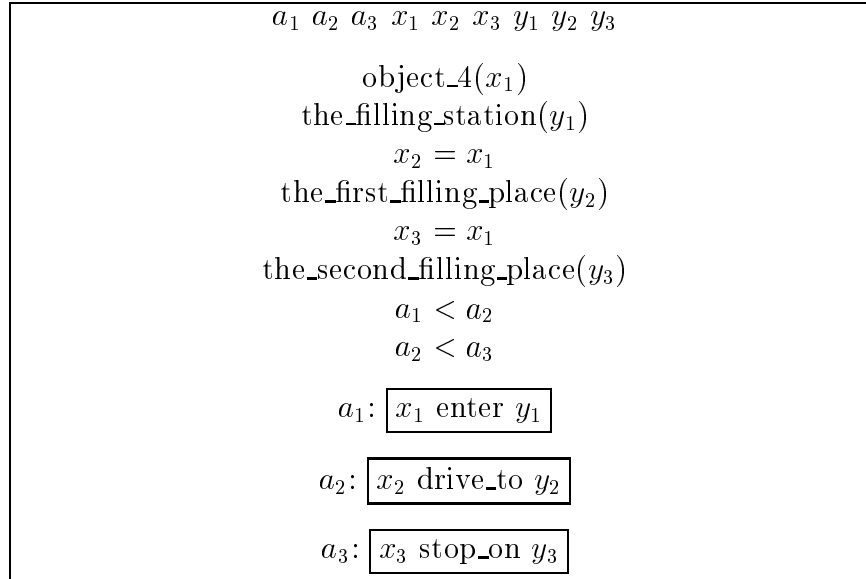 a₁ a₂ a₃ x₁ x₂ x₃ y₁ y₂ y₃
object_4(x₁)
the_filling_station(y₁)
x₂ = x₁
the_first_filling_place(y₂)
x₃ = x₁
the_second_filling_place(y₃)
a₁ < a₂
a₂ < a₃
a₁: x₁ enter y₁
a₂: x₂ drive_to y₂
a₃: x₃ stop_on y₃